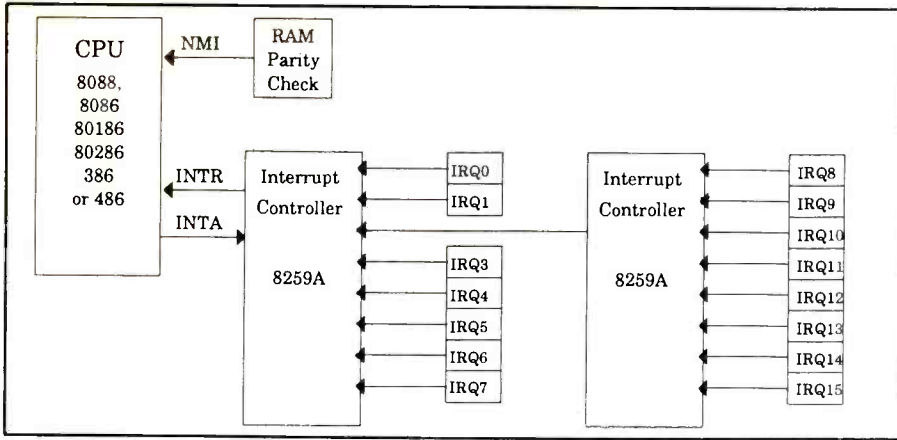 CPU
8088,
8086
80186
80286
386
or 486
NMI
RAM
Parity
Check
INTR
INTA
Interrupt
Controller
8259A
IRQ0
IRQ1
IRQ3
IRQ4
IRQ5
IRQ6
IRQ7
Interrupt
Controller
8259A
IRQ8
IRQ9
IRQ10
IRQ11
IRQ12
IRQ13
IRQ14
IRQ15